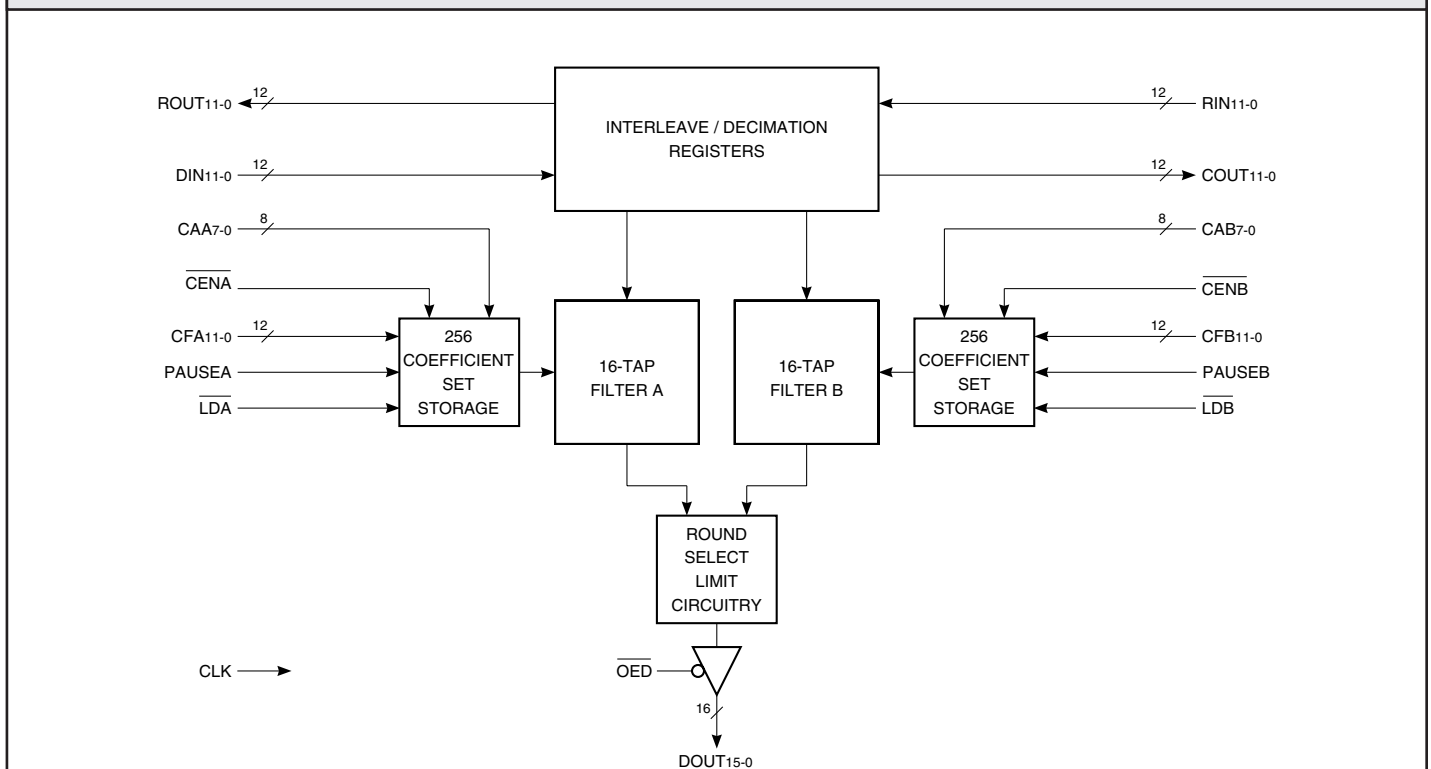 12
ROUT11-0
INTERLEAVE / DECIMATION
REGISTERS
12
RIN11-0
12
DIN11-0
12
COUT11-0
8
CAA7-0
8
CAB7-0
CENA
CENB
12
CFA11-0
PAUSEA
LDA
256
COEFFICIENT
SET
STORAGE
16-TAP
FILTER A
16-TAP
FILTER B
256
COEFFICIENT
SET
STORAGE
12
CFB11-0
PAUSEB
LDB
ROUND
SELECT
LIMIT
CIRCUITRY
CLK
OED
16
DOUT15-0